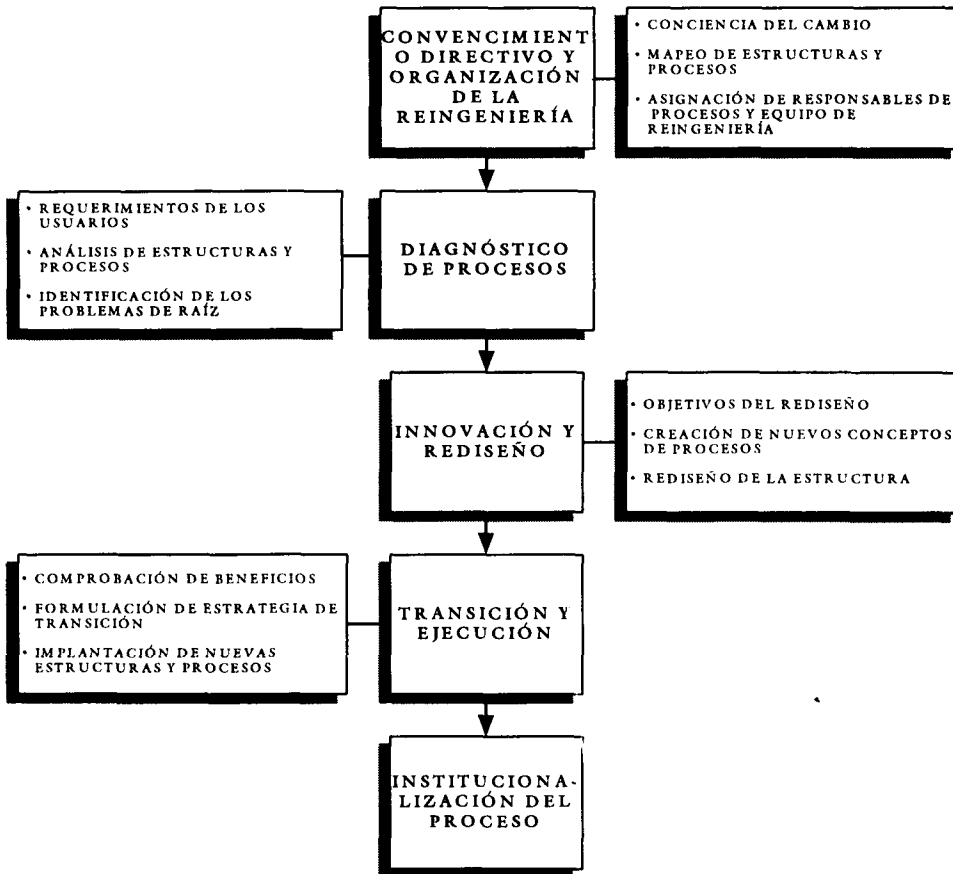 CONVENCIMIENT
O DIRECTIVO Y
ORGANIZACIÓN
DE LA
REINGENIERÍA
• CONCIENCIA DEL CAMBIO
• MAPEO DE ESTRUCTURAS Y
PROCESOS
• ASIGNACIÓN DE RESPONSABLES DE
PROCESOS Y EQUIPO DE
REINGENIERÍA
• REQUERIMIENTOS DE LOS
USUARIOS
• ANÁLISIS DE ESTRUCTURAS Y
PROCESOS
• IDENTIFICACIÓN DE LOS
PROBLEMAS DE RAÍZ
DIAGNÓSTICO
DE PROCESOS
INNOVACIÓN Y
REDISEÑO
• OBJETIVOS DEL REDISEÑO
• CREACIÓN DE NUEVOS CONCEPTOS
DE PROCESOS
• REDISEÑO DE LA ESTRUCTURA
• COMPROBACIÓN DE BENEFICIOS
• FORMULACIÓN DE ESTRATEGIA DE
TRANSICIÓN
• IMPLANTACIÓN DE NUEVAS
ESTRUCTURAS Y PROCESOS
TRANSICIÓN Y
EJECUCIÓN
INSTITUCIONA-
LIZACIÓN DEL
PROCESO